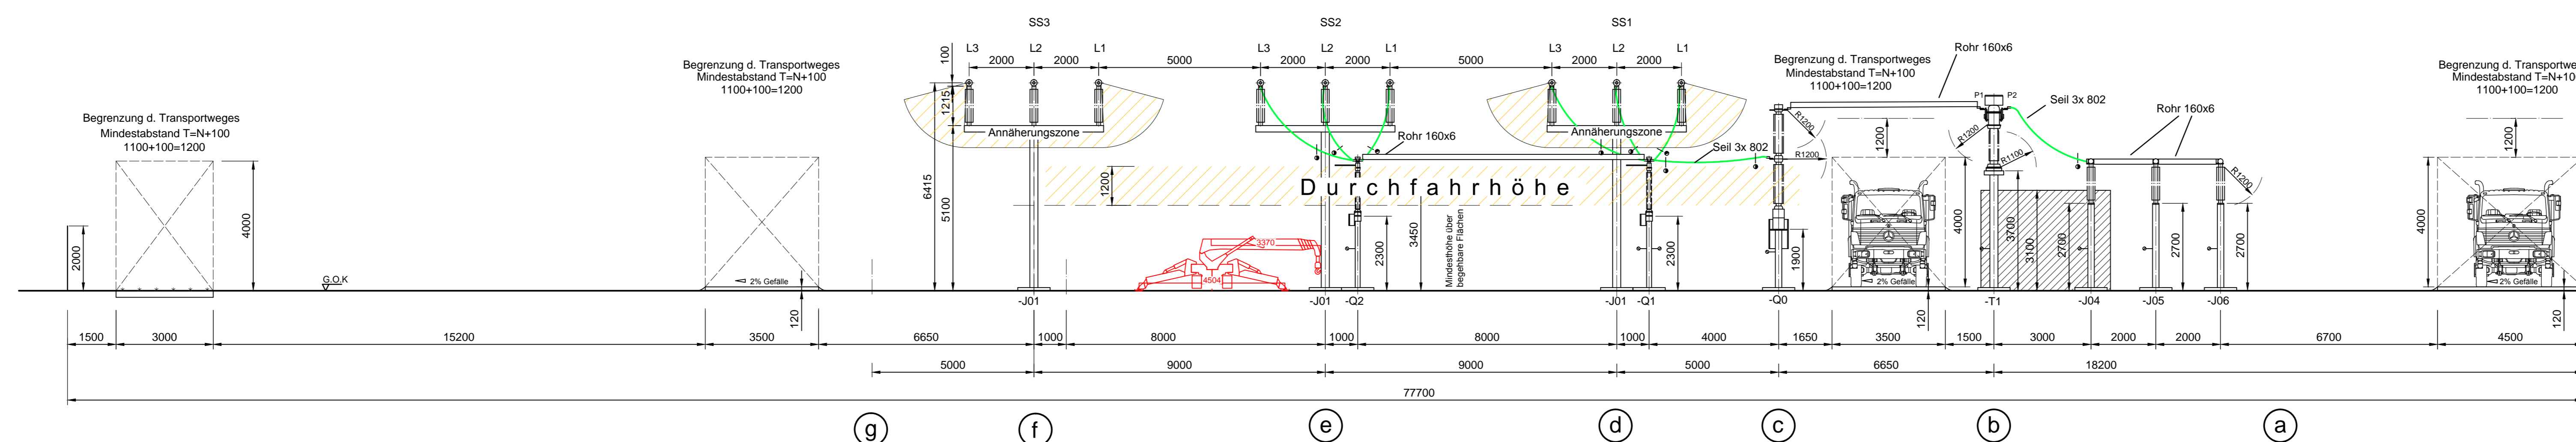 SS3
SS2
SS1
L3 L2 L1
L3 L2 L1
L3 L2 L1
100
2000 2000 5000 2000 2000 5000 2000 2000
Begrenzung d. Transportweges
Mindestabstand T=N+100
1100+100=1200
Begrenzung d. Transportweges
Mindestabstand T=N+100
1100+100=1200
Begrenzung d. Transportweges
Mindestabstand T=N+100
1100+100=1200
Begrenzung d. Transportwe
Mindestabstand T=N+10
1100+100=1200
Rohr 160x6
P1 P2
Seil 3x 802
Rohr 160x6
1215
6415
5100
Annäherungszone
Annäherungszone
Rohr 160x6
Seil 3x 802
R1200
R1200
R1200
R1100
R1200
1200
1200
1200
Durchfahrhöhe
2000
4000
G.O.K
2% Gefälle
120
3370
4504
2300
3450
Mindesthöhe über
begehbare Flächen
2300
1900
4000
2% Gefälle
120
3700
3100
2700
2700
2700
4000
2% Gefälle
120
-J01 -J01 -Q2 -J01 -Q1 -Q0 -T1 -J04 -J05 -J06
1500 3000 15200 3500 6650 1000 8000 1000 8000 1000 4000 1650 3500 1500 3000 2000 2000 6700 4500
5000 9000 9000 5000 6650 18200
77700
g f e d c b a